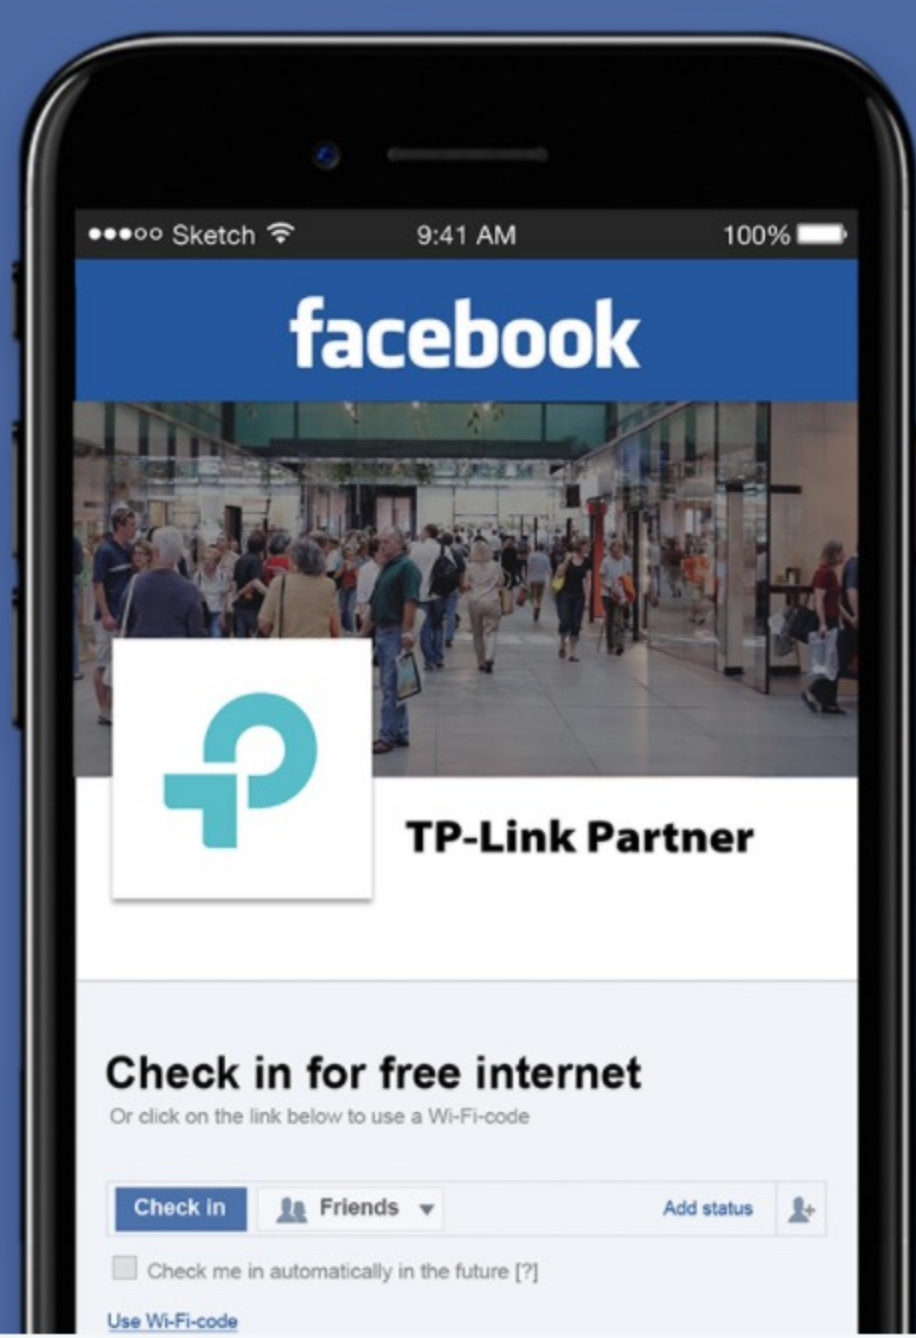 Sketch 9:41 AM 100%
facebook
TP-Link Partner
Check in for free internet
Or click on the link below to use a Wi-Fi-code
Check in Friends Add status
Check me in automatically in the future [?]
Use Wi-Fi-code